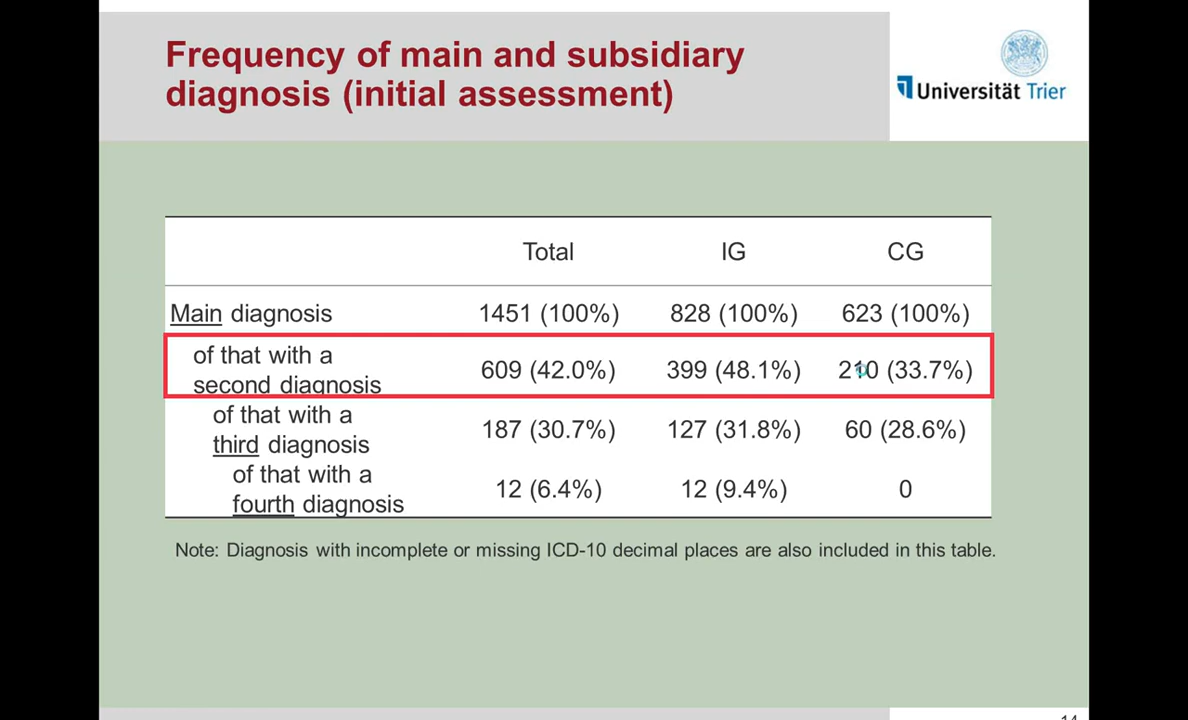 Frequency of main and subsidiary
diagnosis (initial assessment)
Universität Trier
Total IG CG
Main diagnosis 1451 (100%) 828 (100%) 623 (100%)
of that with a
second diagnosis 609 (42.0%) 399 (48.1%) 210 (33.7%)
of that with a
third diagnosis 187 (30.7%) 127 (31.8%) 60 (28.6%)
of that with a
fourth diagnosis 12 (6.4%) 12 (9.4%) 0
Note: Diagnosis with incomplete or missing ICD-10 decimal places are also included in this table.
14